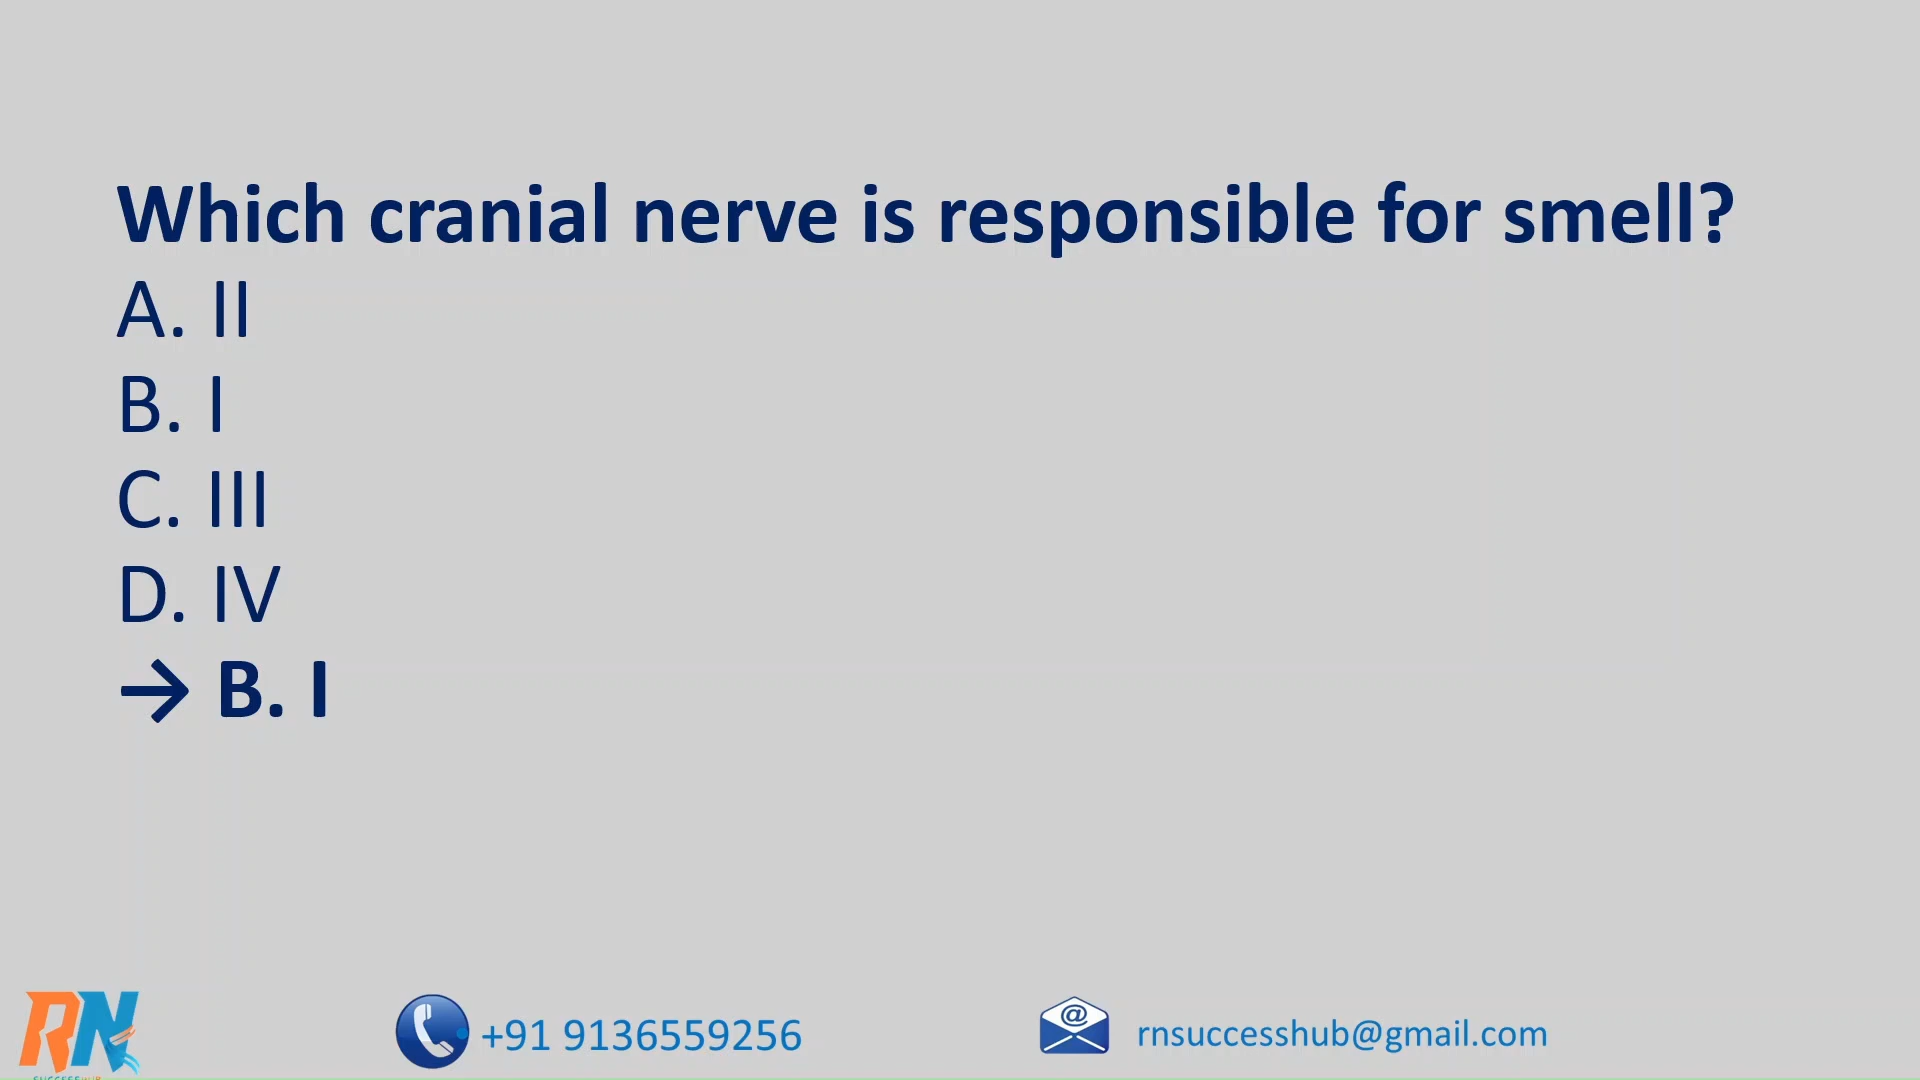 Which cranial nerve is responsible for smell?
A. II
B. I
C. III
D. IV
→ B. I
RN
+91 9136559256
@
rnsuccesshub@gmail.com